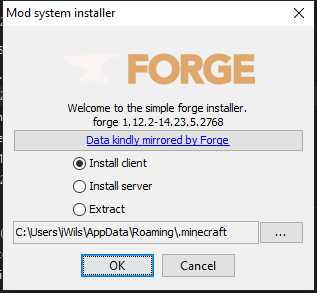 Mod system installer
FORGE
Welcome to the simple forge installer.
forge 1.12.2-14.23.5.2768
Data kindly mirrored by Forge
Install client
Install server
Extract
C:\Users\iWils\AppData\Roaming\.minecraft
...
OK
Cancel